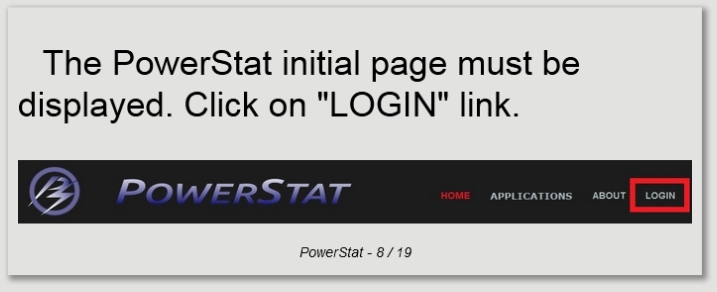 The PowerStat initial page must be
displayed. Click on "LOGIN" link.
POWERSTAT HOME APPLICATIONS ABOUT LOGIN
PowerStat - 8 / 19